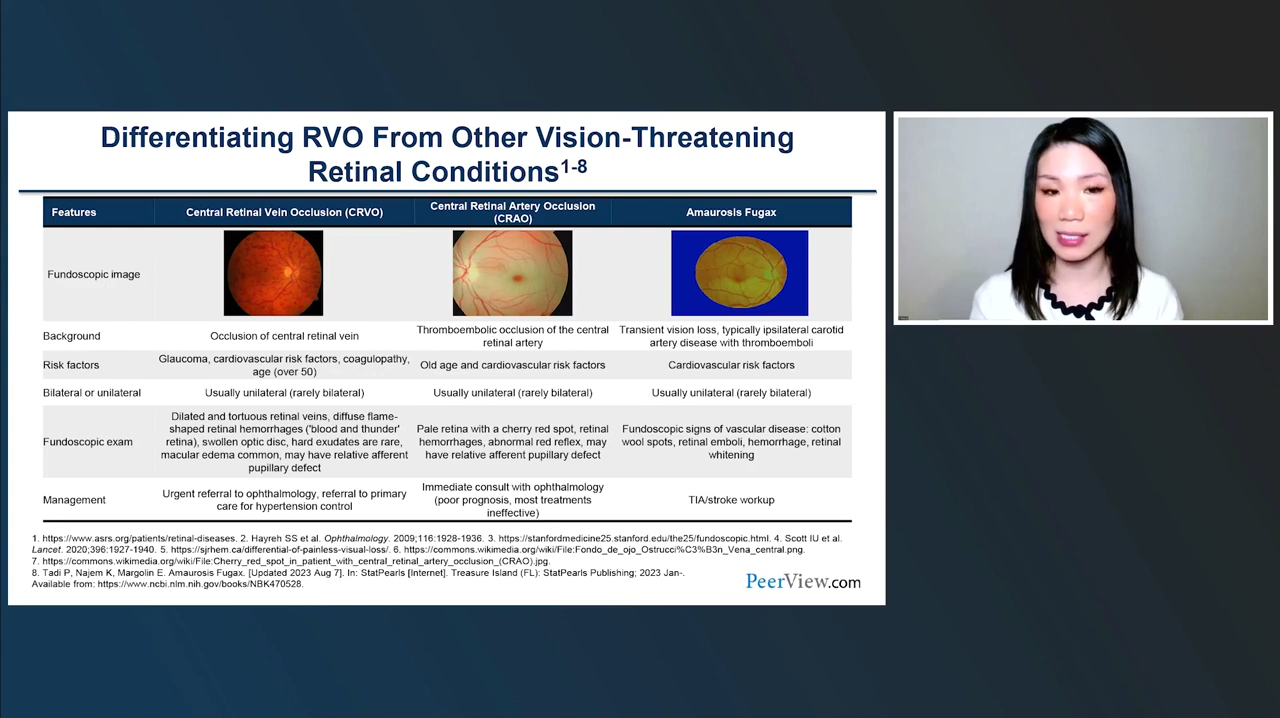 Differentiating RVO From Other Vision-Threatening
Retinal Conditions1-8
Features
Central Retinal Vein Occlusion (CRVO)
Central Retinal Artery Occlusion
(CRAO)
Amaurosis Fugax
Fundoscopic image
Background
Occlusion of central retinal vein
Thromboembolic occlusion of the central
retinal artery
Transient vision loss, typically ipsilateral carotid
artery disease with thromboemboli
Risk factors
Glaucoma, cardiovascular risk factors, coagulopathy,
age (over 50)
Old age and cardiovascular risk factors
Cardiovascular risk factors
Bilateral or unilateral
Usually unilateral (rarely bilateral)
Usually unilateral (rarely bilateral)
Usually unilateral (rarely bilateral)
Fundoscopic exam
Dilated and tortuous retinal veins, diffuse flame-
shaped retinal hemorrhages ('blood and thunder'
retina), swollen optic disc, hard exudates are rare,
macular edema common, may have relative afferent
pupillary defect
Pale retina with a cherry red spot, retinal
hemorrhages, abnormal red reflex, may
have relative afferent pupillary defect
Fundoscopic signs of vascular disease: cotton
wool spots, retinal emboli, hemorrhage, retinal
whitening
Management
Urgent referral to ophthalmology, referral to primary
care for hypertension control
Immediate consult with ophthalmology
(poor prognosis, most treatments
ineffective)
TIA/stroke workup
1. https://www.asrs.org/patients/retinal-diseases. 2. Hayreh SS et al. Ophthalmology. 2009;116:1928-1936. 3. https://stanfordmedicine25.stanford.edu/the25/fundoscopic.html. 4. Scott IU et al.
Lancet. 2020;396:1927-1940. 5. https://sjrhem.ca/differential-of-painless-visual-loss/. 6. https://commons.wikimedia.org/wiki/File:Fondo_de_ojo_Ostrucci%C3%B3n_Vena_central.png.
7. https://commons.wikimedia.org/wiki/File:Cherry_red_spot_in_patient_with_central_retinal_artery_occlusion_(CRAO).jpg.
8. Tadi P, Najem K, Margolin E. Amaurosis Fugax. [Updated 2023 Aug 7]. In: StatPearls [Internet]. Treasure Island (FL): StatPearls Publishing; 2023 Jan-.
Available from: https://www.ncbi.nlm.nih.gov/books/NBK470528.
PeerView.com